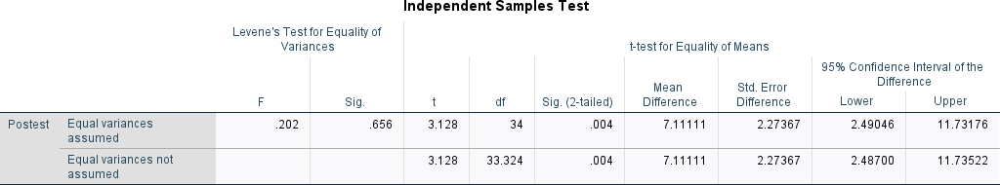 Independent Samples Test
Levene's Test for Equality of
Variances
t-test for Equality of Means
F
Sig.
t
df
Sig. (2-tailed)
Mean
Difference
Std. Error
Difference
95% Confidence Interval of the
Difference
Lower
Upper
Postest
Equal variances
assumed
.202
.656
3.128
34
.004
7.11111
2.27367
2.49046
11.73176
Equal variances not
assumed
3.128
33.324
.004
7.11111
2.27367
2.48700
11.73522